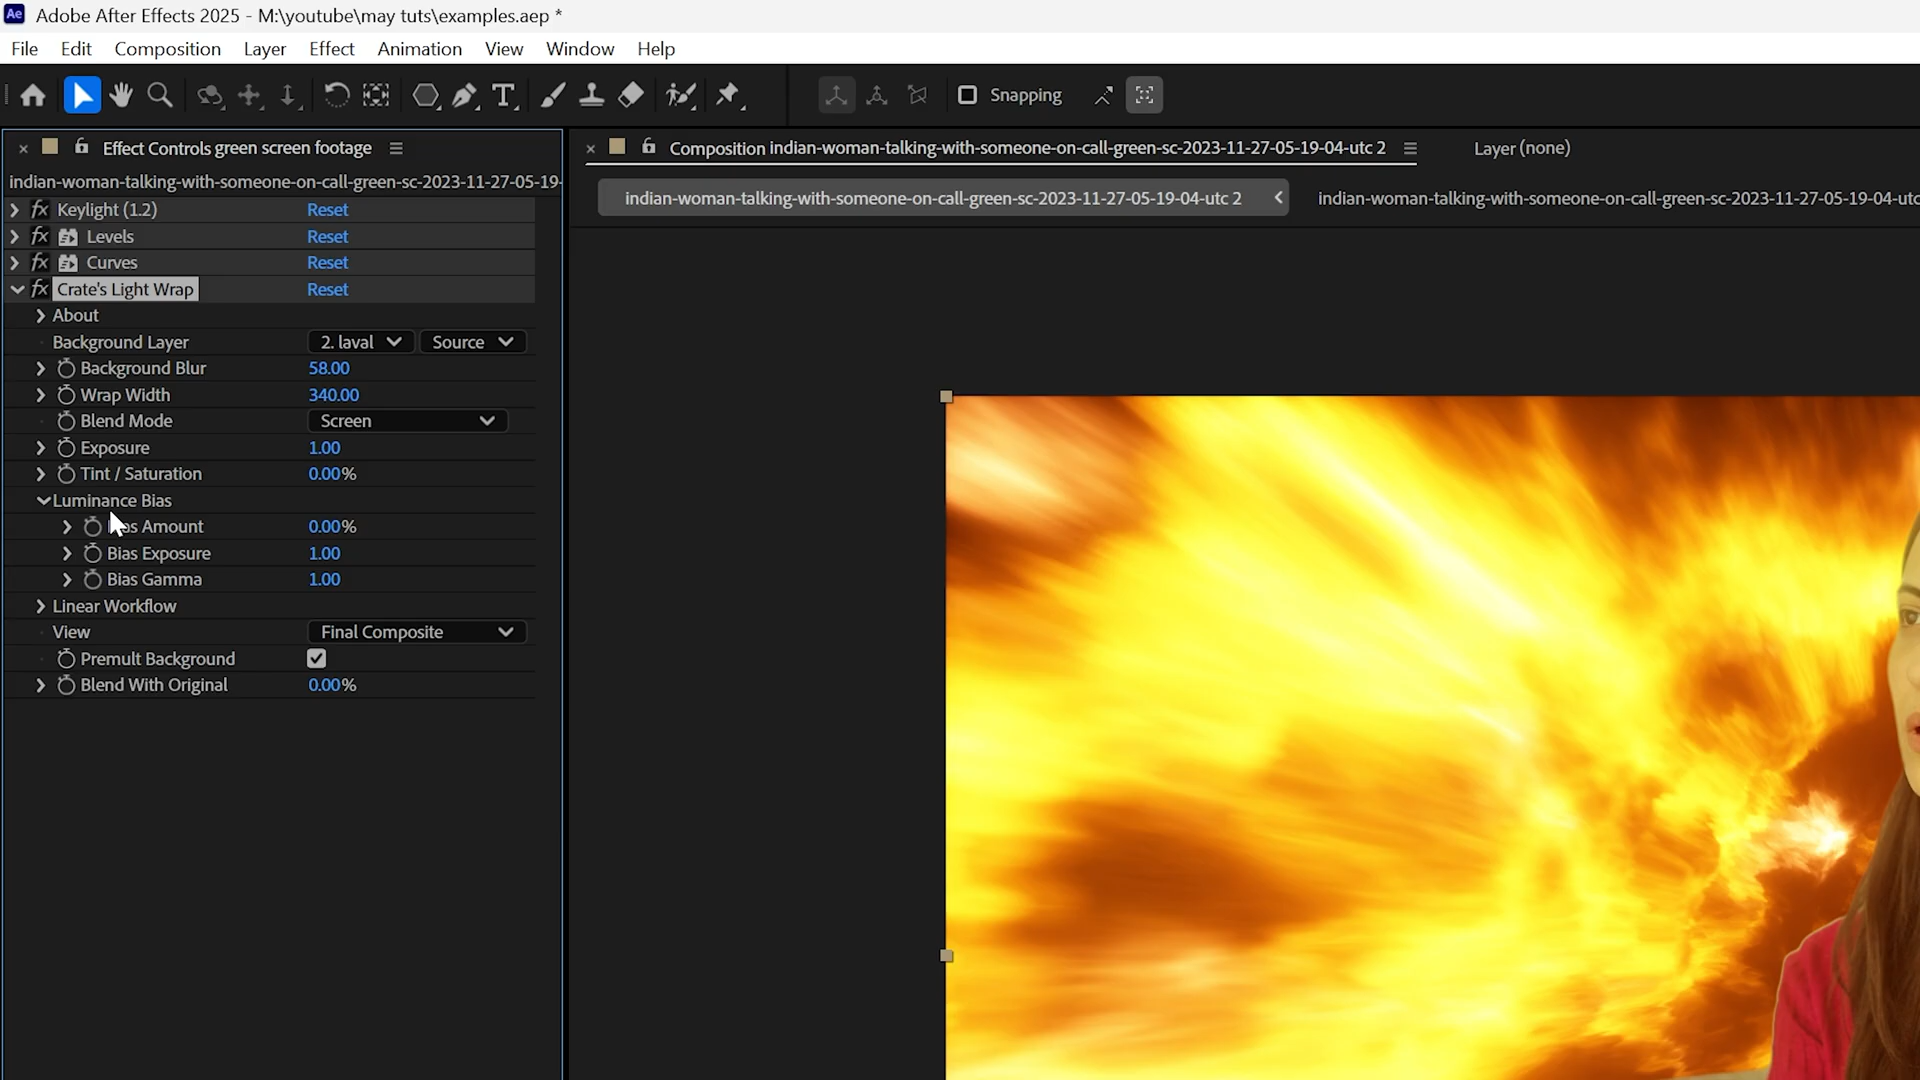 Ae Adobe After Effects 2025 - M:\youtube\may tuts\examples.aep *
File Edit Composition Layer Effect Animation View Window Help
Snapping
Effect Controls green screen footage
Composition indian-woman-talking-with-someone-on-call-green-sc-2023-11-27-05-19-04-utc 2
Layer (none)
indian-woman-talking-with-someone-on-call-green-sc-2023-11-27-05-19-
indian-woman-talking-with-someone-on-call-green-sc-2023-11-27-05-19-04-utc 2
indian-woman-talking-with-someone-on-call-green-sc-2023-11-27-05-19-04-utc
fx Keylight (1.2) Reset
fx Levels Reset
fx Curves Reset
fx Crate's Light Wrap Reset
About
Background Layer 2. laval Source
Background Blur 58.00
Wrap Width 340.00
Blend Mode Screen
Exposure 1.00
Tint / Saturation 0.00%
Luminance Bias
Amount 0.00%
Bias Exposure 1.00
Bias Gamma 1.00
Linear Workflow
View Final Composite
Premult Background
Blend With Original 0.00%